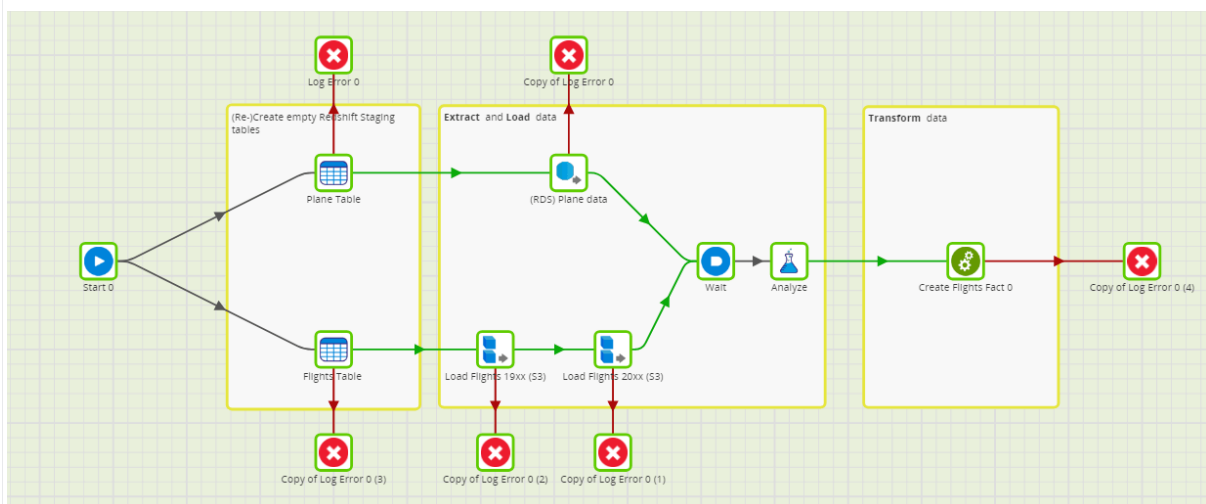 Log Error 0
Copy of Log Error 0
(Re-)Create empty Redshift Staging
tables
Extract and Load data
Transform data
Plane Table
(RDS) Plane data
Start 0
Wait
Analyze
Create Flights Fact 0
Copy of Log Error 0 (4)
Flights Table
Load Flights 19xx (S3)
Load Flights 20xx (S3)
Copy of Log Error 0 (3)
Copy of Log Error 0 (2)
Copy of Log Error 0 (1)